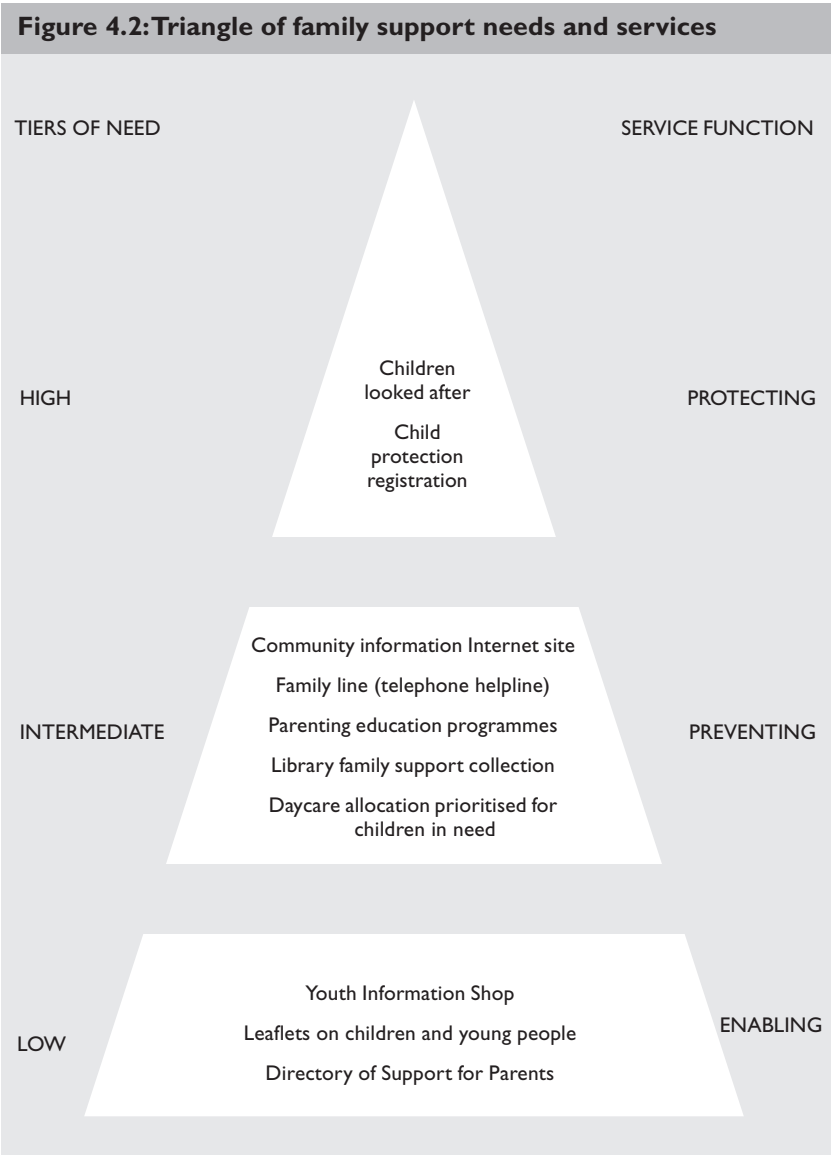 Figure 4.2: Triangle of family support needs and services
TIERS OF NEED
SERVICE FUNCTION
HIGH
Children
looked after
Child
protection
registration
PROTECTING
INTERMEDIATE
Community information Internet site
Family line (telephone helpline)
Parenting education programmes
Library family support collection
Daycare allocation prioritised for
children in need
PREVENTING
LOW
Youth Information Shop
Leaflets on children and young people
Directory of Support for Parents
ENABLING